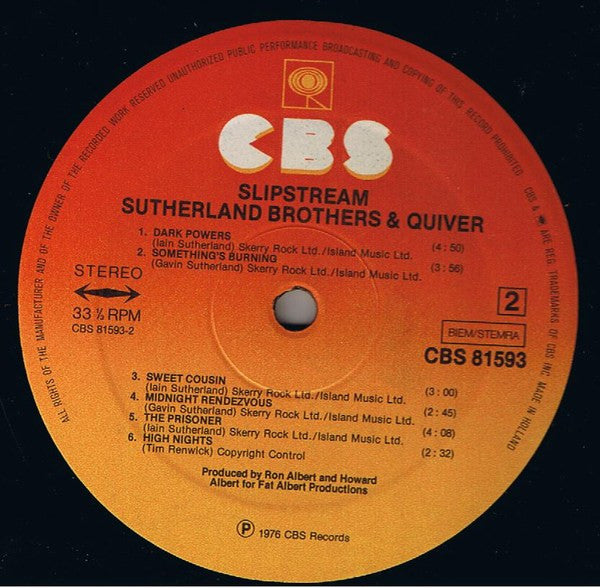 ALL RIGHTS OF THE MANUFACTURER AND OF THE OWNER OF THE RECORDED WORK RESERVED UNAUTHORIZED PUBLIC PERFORMANCE BROADCASTING AND COPYING OF THIS RECORD PROHIBITED CBS & ARE REG. TRADEMARKS OF CBS INC. MADE IN HOLLAND
CBS
SLIPSTREAM
SUTHERLAND BROTHERS & QUIVER
1. DARK POWERS
(Iain Sutherland) Skerry Rock Ltd./Island Music Ltd. (4:50)
2. SOMETHING'S BURNING
(Gavin Sutherland) Skerry Rock Ltd./Island Music Ltd. (3:56)
STEREO
33⅓ RPM
CBS 81593-2
2
BIEM/STEMRA
CBS 81593
3. SWEET COUSIN
(Iain Sutherland) Skerry Rock Ltd./Island Music Ltd. (3:00)
4. MIDNIGHT RENDEZVOUS
(Gavin Sutherland) Skerry Rock Ltd./Island Music Ltd. (2:45)
5. THE PRISONER
(Iain Sutherland) Skerry Rock Ltd./Island Music Ltd. (4:08)
6. HIGH NIGHTS
(Tim Renwick) Copyright Control (2:32)
Produced by Ron Albert and Howard
Albert for Fat Albert Productions
℗ 1976 CBS Records